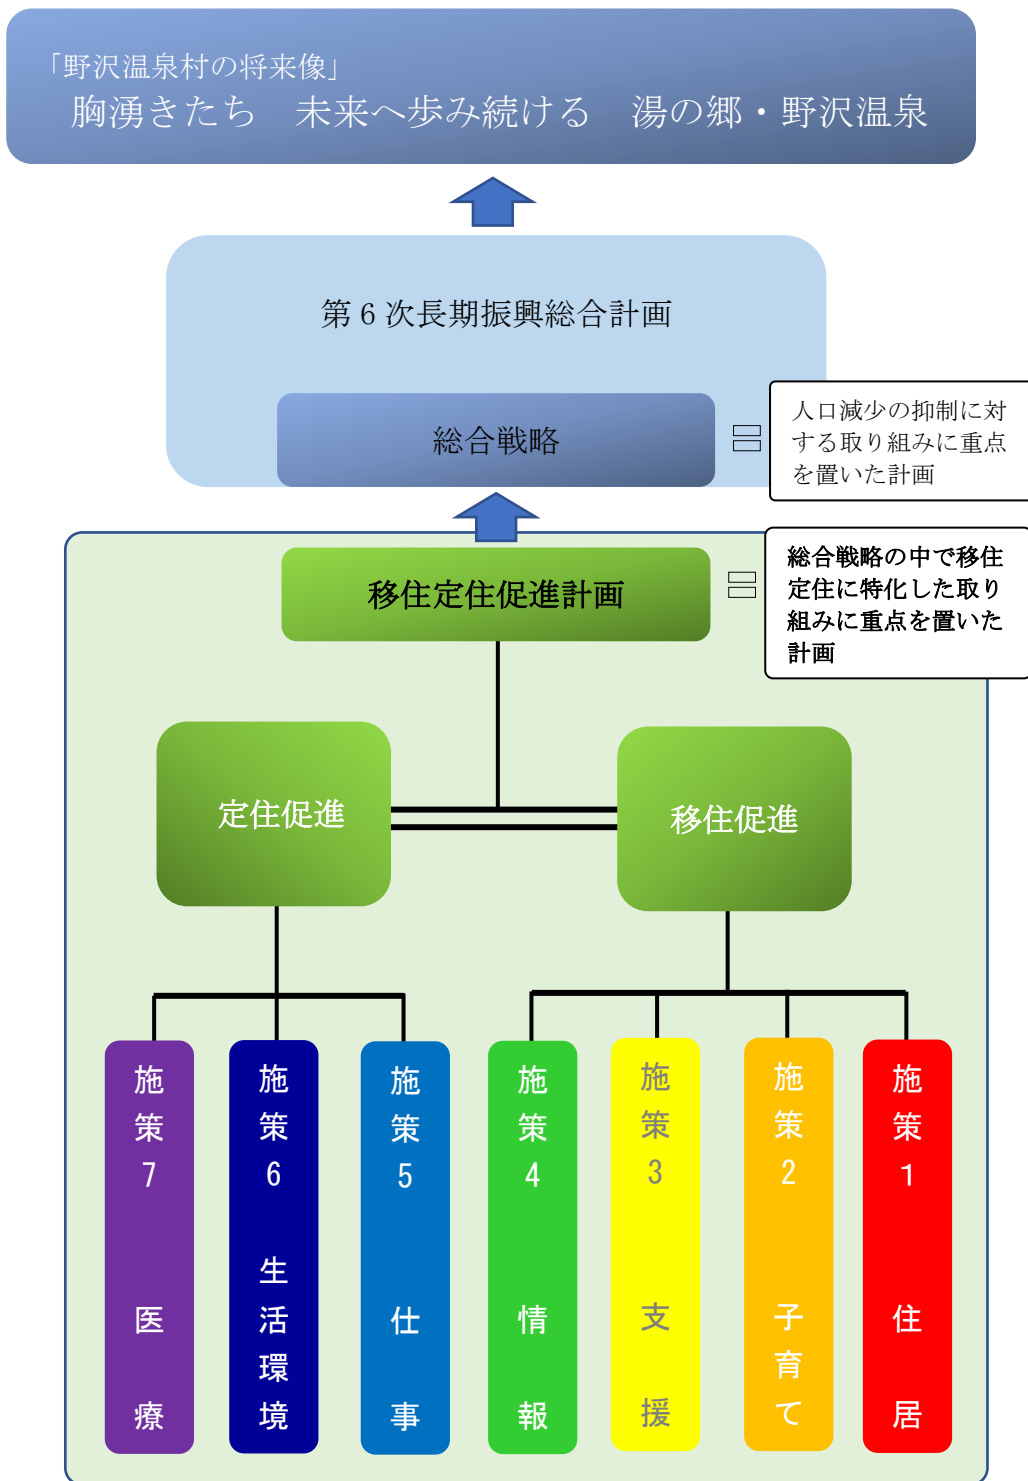 「野沢温泉村の将来像」
胸湧きたち　未来へ歩み続ける　湯の郷・野沢温泉
第６次長期振興総合計画
総合戦略
人口減少の抑制に対
する取り組みに重点
を置いた計画
移住定住促進計画
総合戦略の中で移住
定住に特化した取り
組みに重点を置いた
計画
定住促進
移住促進
施策１　住居
施策２　子育て
施策３　支援
施策４　情報
施策５　仕事
施策６　生活環境
施策７　医療